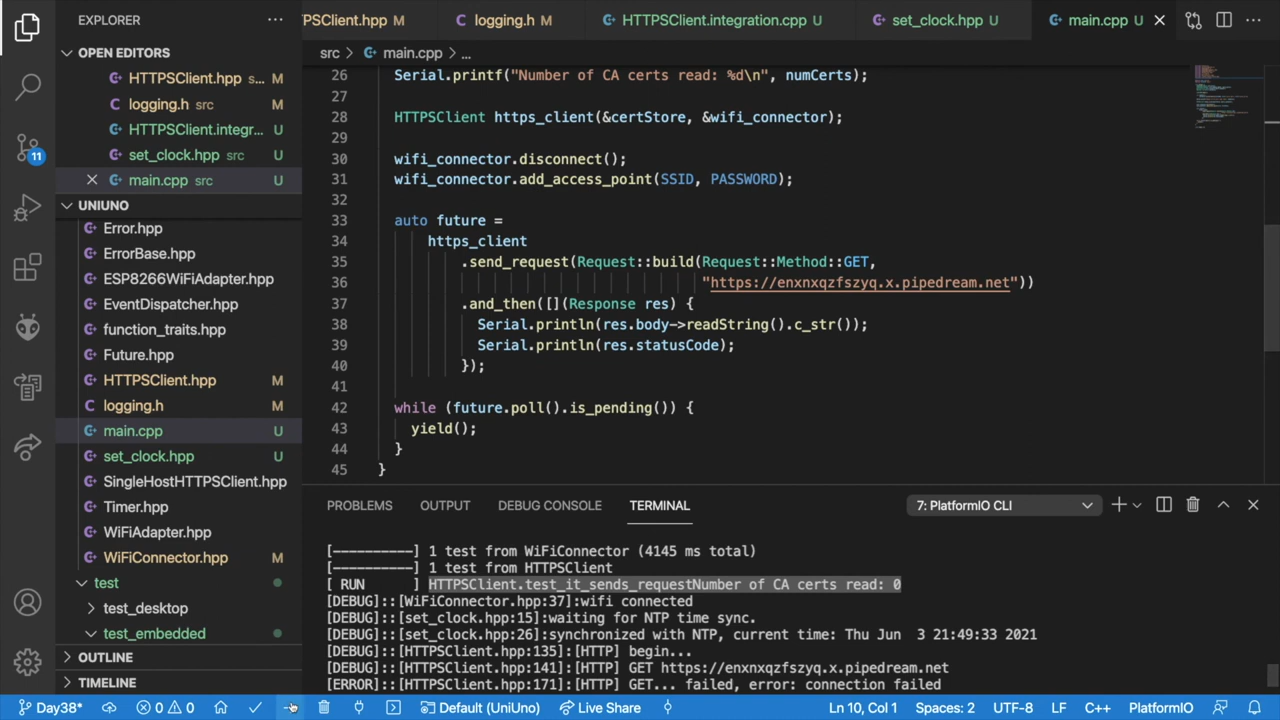 EXPLORER
PSClient.hpp M
logging.h M
HTTPSClient.integration.cpp U
set_clock.hpp U
main.cpp U
OPEN EDITORS
src
main.cpp
...
HTTPSClient.hpp s... M
logging.h src M
HTTPSClient.integr... U
set_clock.hpp src U
main.cpp src U
UNIUNO
Error.hpp
ErrorBase.hpp
ESP8266WiFiAdapter.hpp
EventDispatcher.hpp
function_traits.hpp
Future.hpp
HTTPSClient.hpp M
logging.h M
main.cpp U
set_clock.hpp U
SingleHostHTTPSClient.hpp
Timer.hpp
WiFiAdapter.hpp
WiFiConnector.hpp M
test
test_desktop
test_embedded
OUTLINE
TIMELINE
11
26 Serial.printf("Number of CA certs read: %d\n", numCerts);
27
28 HTTPSClient https_client(&certStore, &wifi_connector);
29
30 wifi_connector.disconnect();
31 wifi_connector.add_access_point(SSID, PASSWORD);
32
33 auto future =
34 https_client
35 .send_request(Request::build(Request::Method::GET,
36 "https://enxnxqzfszyq.x.pipedream.net"))
37 .and_then([](Response res) {
38 Serial.println(res.body->readString().c_str());
39 Serial.println(res.statusCode);
40 });
41
42 while (future.poll().is_pending()) {
43 yield();
44 }
45 }
PROBLEMS OUTPUT DEBUG CONSOLE TERMINAL 7: PlatformIO CLI
[----------] 1 test from WiFiConnector (4145 ms total)
[----------] 1 test from HTTPSClient
[ RUN      ] HTTPSClient.test_it_sends_requestNumber of CA certs read: 0
[DEBUG]::[WiFiConnector.hpp:37]:wifi connected
[DEBUG]::[set_clock.hpp:15]:waiting for NTP time sync.
[DEBUG]::[set_clock.hpp:26]:synchronized with NTP, current time: Thu Jun  3 21:49:33 2021
[DEBUG]::[HTTPSClient.hpp:135]:[HTTP] begin...
[DEBUG]::[HTTPSClient.hpp:141]:[HTTP] GET https://enxnxqzfszyq.x.pipedream.net
[ERROR]::[HTTPSClient.hpp:171]:[HTTP] GET... failed, error: connection failed
Day38* 0 0 Default (UniUno) Live Share Ln 10, Col 1 Spaces: 2 UTF-8 LF C++ PlatformIO